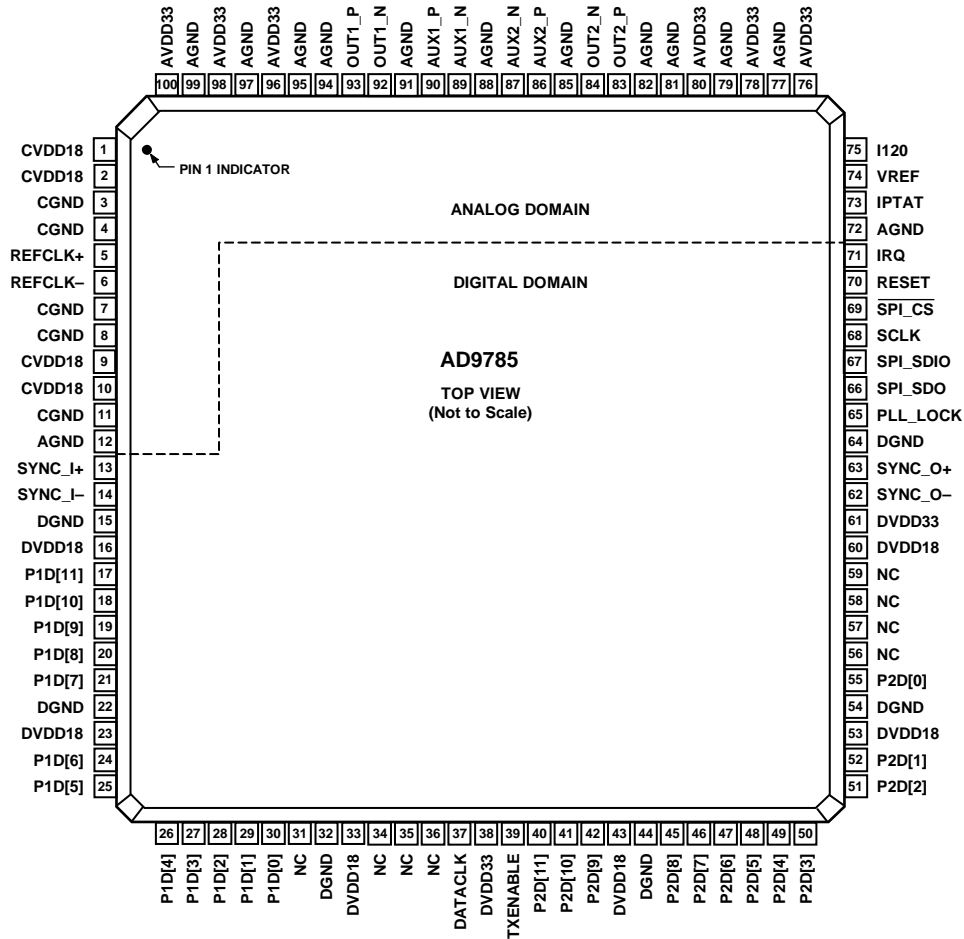 AVDD33
AGND
AVDD33
AGND
AVDD33
AGND
AGND
OUT1_P
OUT1_N
AGND
AUX1_P
AUX1_N
AGND
AUX2_N
AUX2_P
AGND
OUT2_N
OUT2_P
AGND
AGND
AVDD33
AGND
AVDD33
AGND
AVDD33
100 99 98 97 96 95 94 93 92 91 90 89 88 87 86 85 84 83 82 81 80 79 78 77 76
CVDD18 1
CVDD18 2
CGND 3
CGND 4
REFCLK+ 5
REFCLK– 6
CGND 7
CGND 8
CVDD18 9
CVDD18 10
CGND 11
AGND 12
SYNC_I+ 13
SYNC_I– 14
DGND 15
DVDD18 16
P1D[11] 17
P1D[10] 18
P1D[9] 19
P1D[8] 20
P1D[7] 21
DGND 22
DVDD18 23
P1D[6] 24
P1D[5] 25
PIN 1 INDICATOR
ANALOG DOMAIN
DIGITAL DOMAIN
AD9785
TOP VIEW
(Not to Scale)
75 I120
74 VREF
73 IPTAT
72 AGND
71 IRQ
70 RESET
69 SPI_CS
68 SCLK
67 SPI_SDIO
66 SPI_SDO
65 PLL_LOCK
64 DGND
63 SYNC_O+
62 SYNC_O–
61 DVDD33
60 DVDD18
59 NC
58 NC
57 NC
56 NC
55 P2D[0]
54 DGND
53 DVDD18
52 P2D[1]
51 P2D[2]
26 27 28 29 30 31 32 33 34 35 36 37 38 39 40 41 42 43 44 45 46 47 48 49 50
P1D[4]
P1D[3]
P1D[2]
P1D[1]
P1D[0]
NC
DGND
DVDD18
NC
NC
NC
DATACLK
DVDD33
TXENABLE
P2D[11]
P2D[10]
P2D[9]
DVDD18
DGND
P2D[8]
P2D[7]
P2D[6]
P2D[5]
P2D[4]
P2D[3]